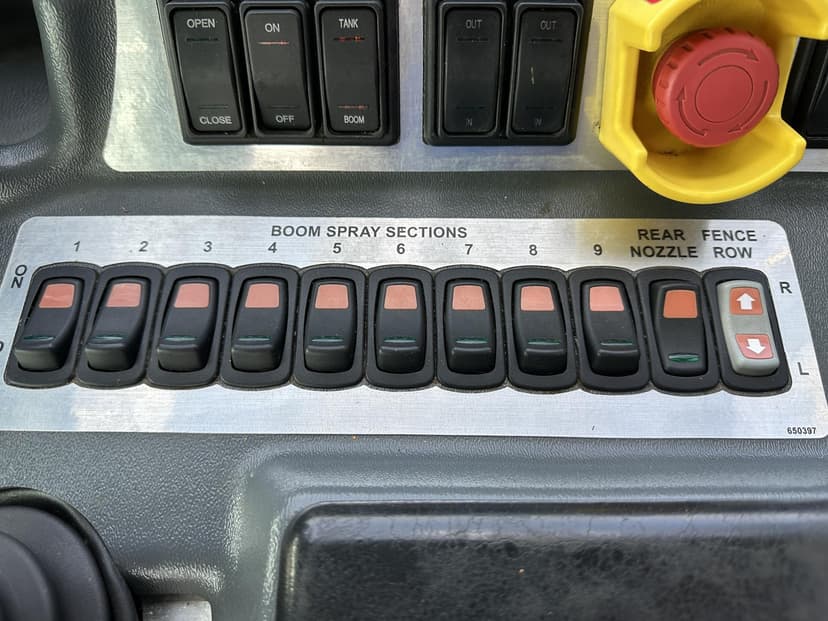 OPEN
CLOSE
ON
OFF
TANK
BOOM
OUT
IN
OUT
IN
BOOM SPRAY SECTIONS
1 2 3 4 5 6 7 8 9
REAR NOZZLE
FENCE ROW
ON
R
L
650397